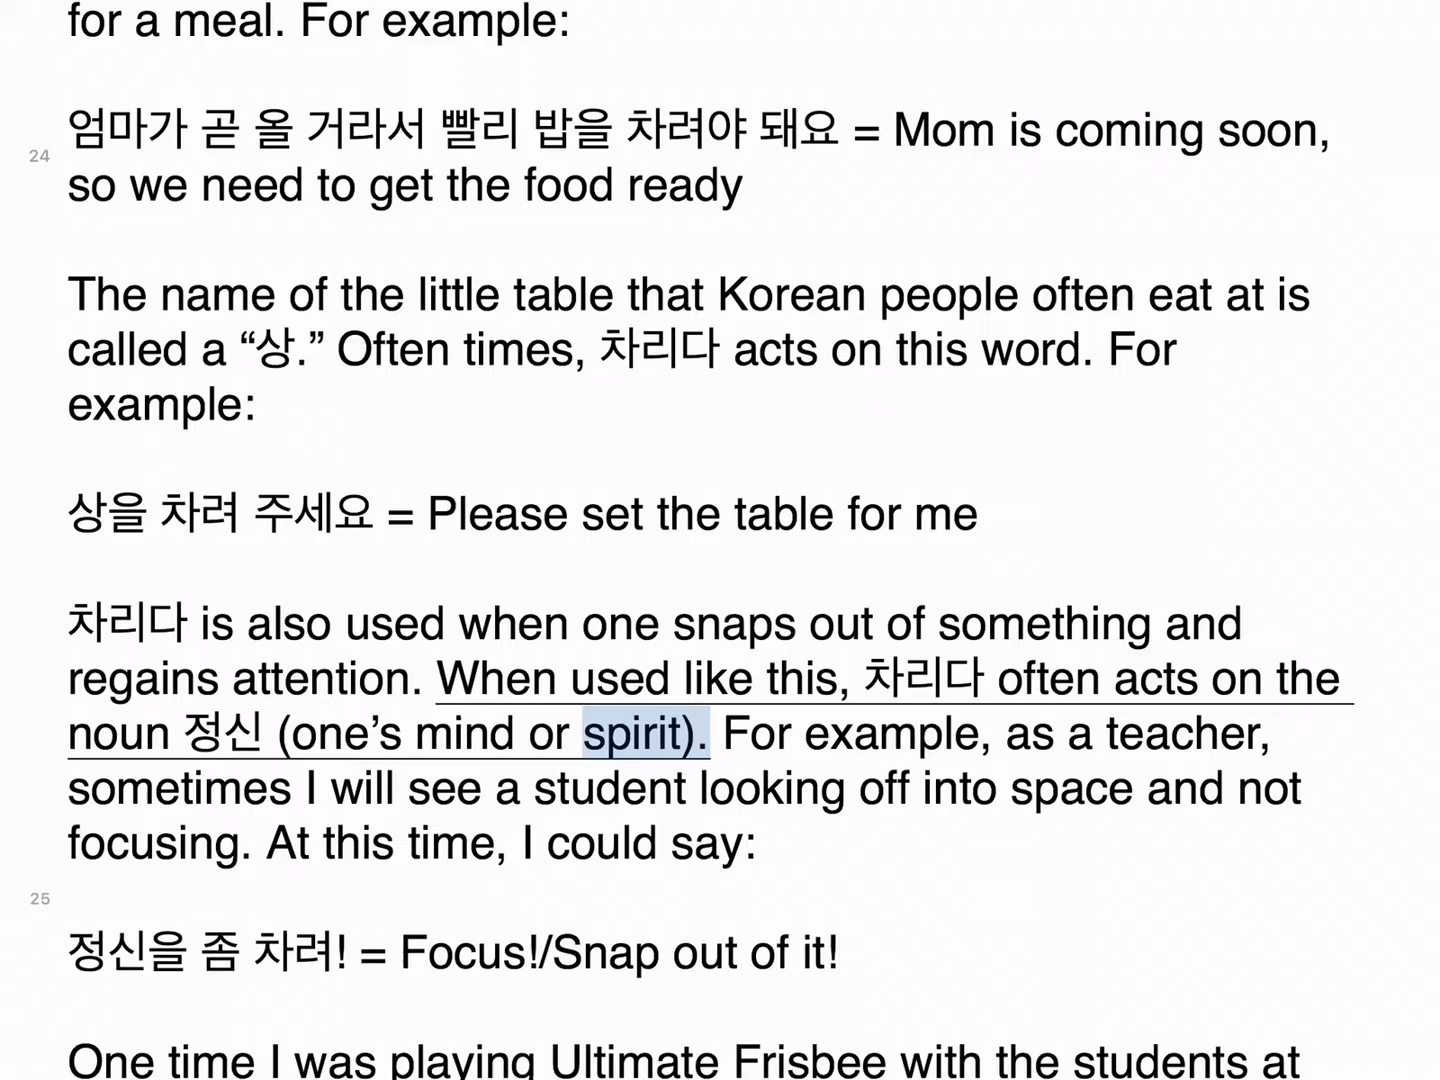 for a meal. For example:
엄마가 곧 올 거라서 빨리 밥을 차려야 돼요 = Mom is coming soon,
24
so we need to get the food ready
The name of the little table that Korean people often eat at is
called a “상.” Often times, 차리다 acts on this word. For
example:
상을 차려 주세요 = Please set the table for me
차리다 is also used when one snaps out of something and
regains attention. When used like this, 차리다 often acts on the
noun 정신 (one’s mind or spirit). For example, as a teacher,
sometimes I will see a student looking off into space and not
focusing. At this time, I could say:
25
정신을 좀 차려! = Focus!/Snap out of it!
One time I was playing Ultimate Frisbee with the students at